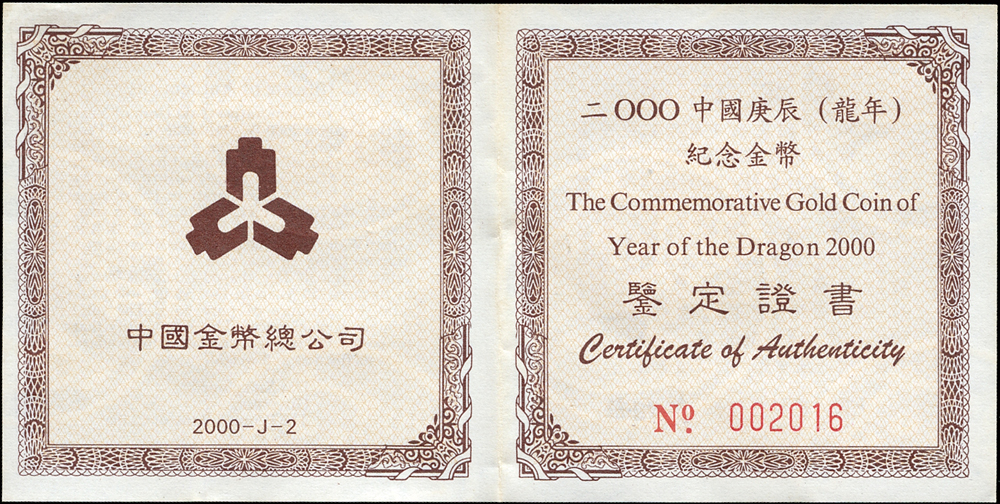 中國金幣總公司
2000-J-2
二OOO中國庚辰（龍年）
紀念金幣
The Commemorative Gold Coin of
Year of the Dragon 2000
鑒定證書
Certificate of Authenticity
Nº. 002016